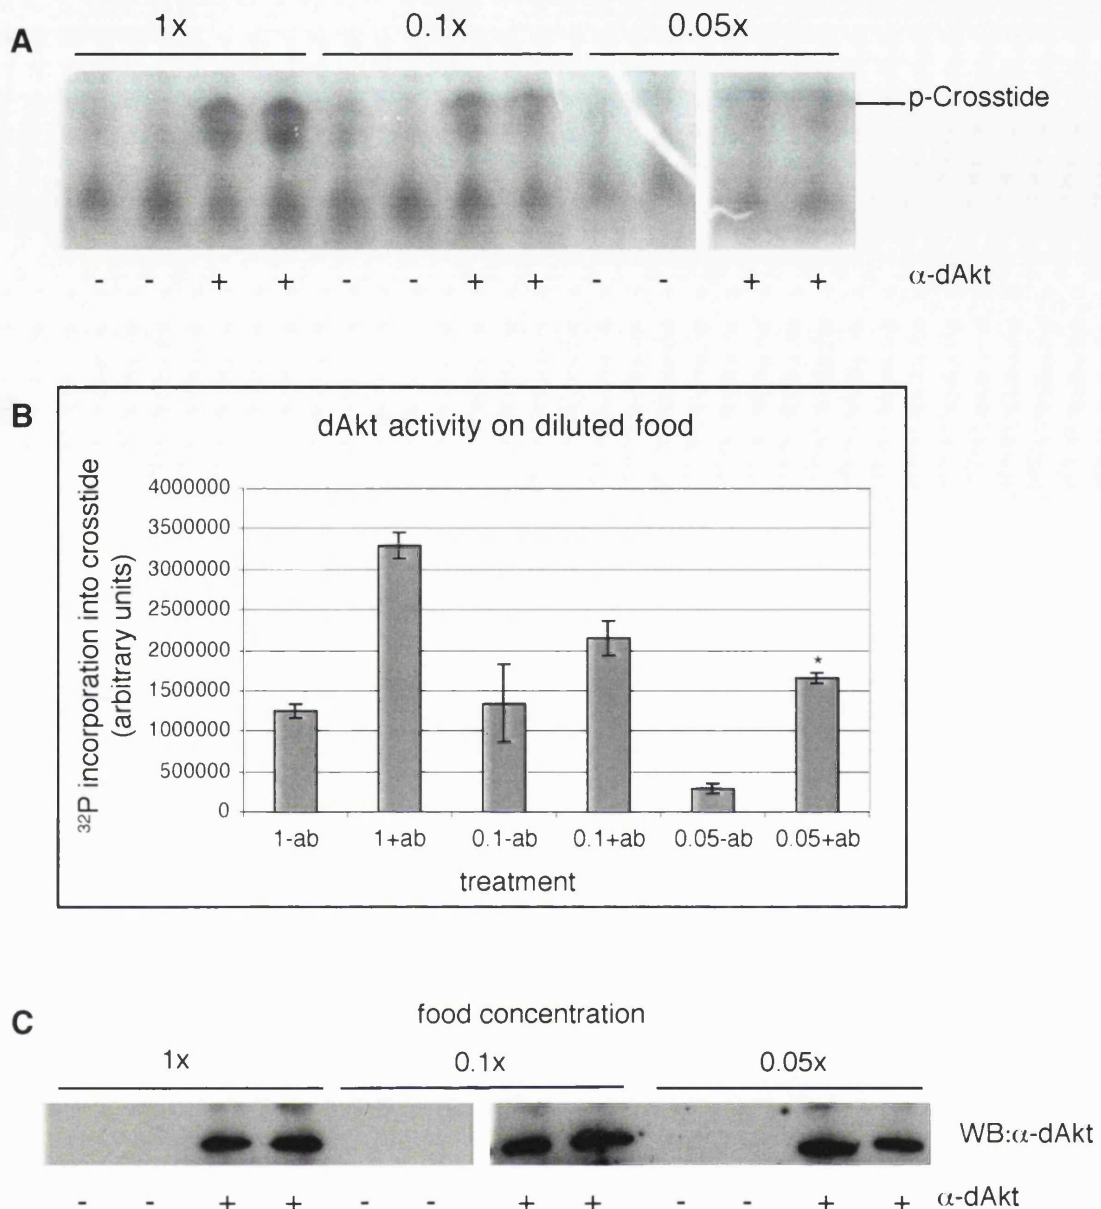 A
1x 0.1x 0.05x
p-Crosstide
- - + + - - + + - - + + α-dAkt
B
dAkt activity on diluted food
32P incorporation into crosstide
(arbitrary units)
4000000
3500000
3000000
2500000
2000000
1500000
1000000
500000
0
*
1-ab 1+ab 0.1-ab 0.1+ab 0.05-ab 0.05+ab
treatment
C
food concentration
1x 0.1x 0.05x
WB:α-dAkt
- - + + - - + + - - + + α-dAkt